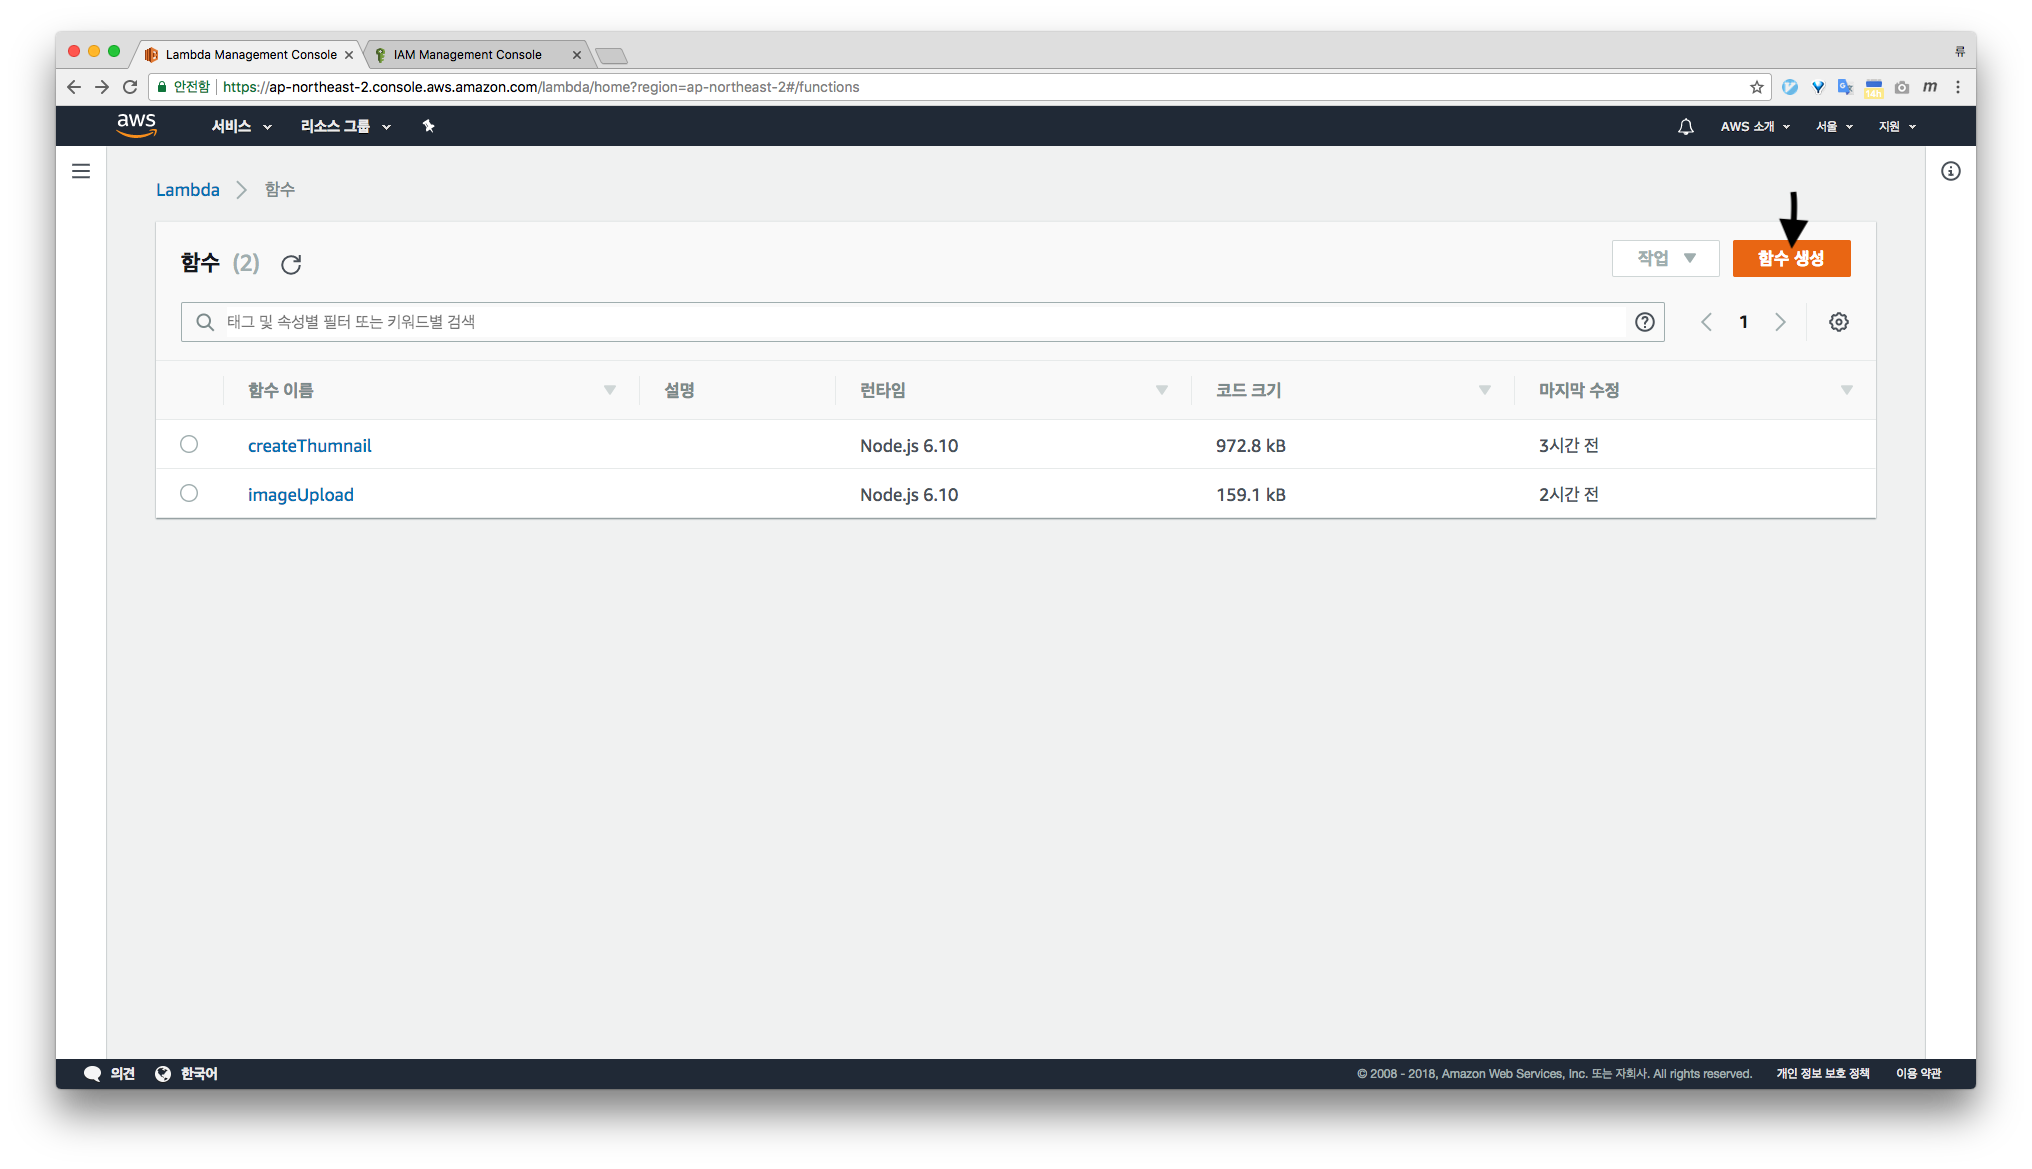 Lambda Management Console
IAM Management Console
류
안전함 https://ap-northeast-2.console.aws.amazon.com/lambda/home?region=ap-northeast-2#/functions
14h
m
aws 서비스 리소스 그룹 AWS 소개 서울 지원
Lambda 함수
함수 (2) 작업 함수 생성
태그 및 속성별 필터 또는 키워드별 검색 1
함수 이름 설명 런타임 코드 크기 마지막 수정
createThumnail Node.js 6.10 972.8 kB 3시간 전
imageUpload Node.js 6.10 159.1 kB 2시간 전
의견 한국어 © 2008 - 2018, Amazon Web Services, Inc. 또는 자회사. All rights reserved. 개인 정보 보호 정책 이용 약관